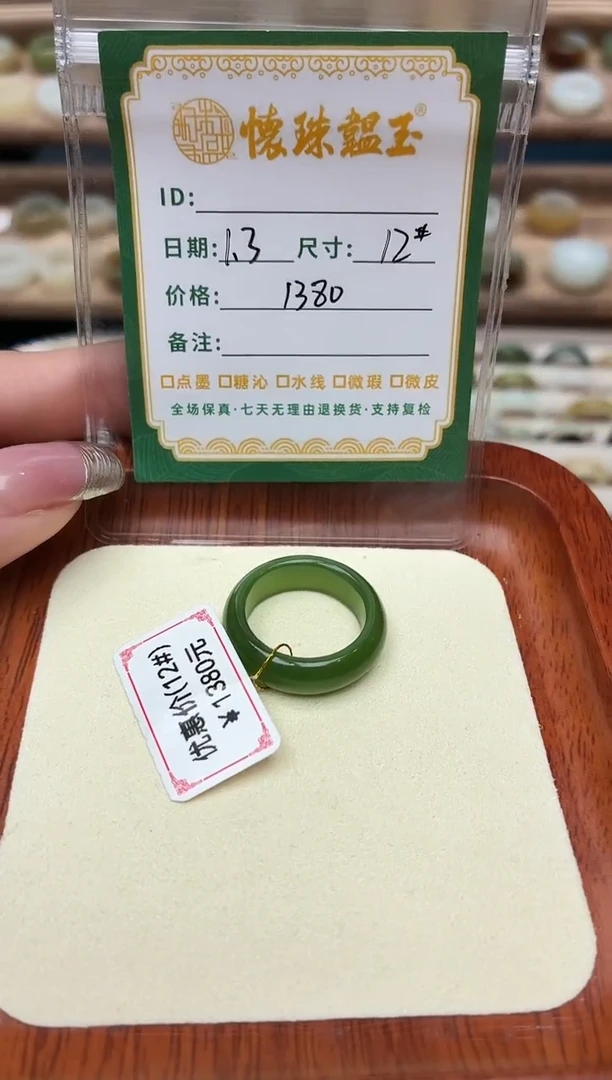 懷珠韞玉®
ID:
日期: 1.3 尺寸: 12#
价格: 1380
备注:
□点墨 □糖沁 □水线 □微瑕 □微皮
全场保真·七天无理由退换货·支持复检
优惠价(12#)
¥1380元